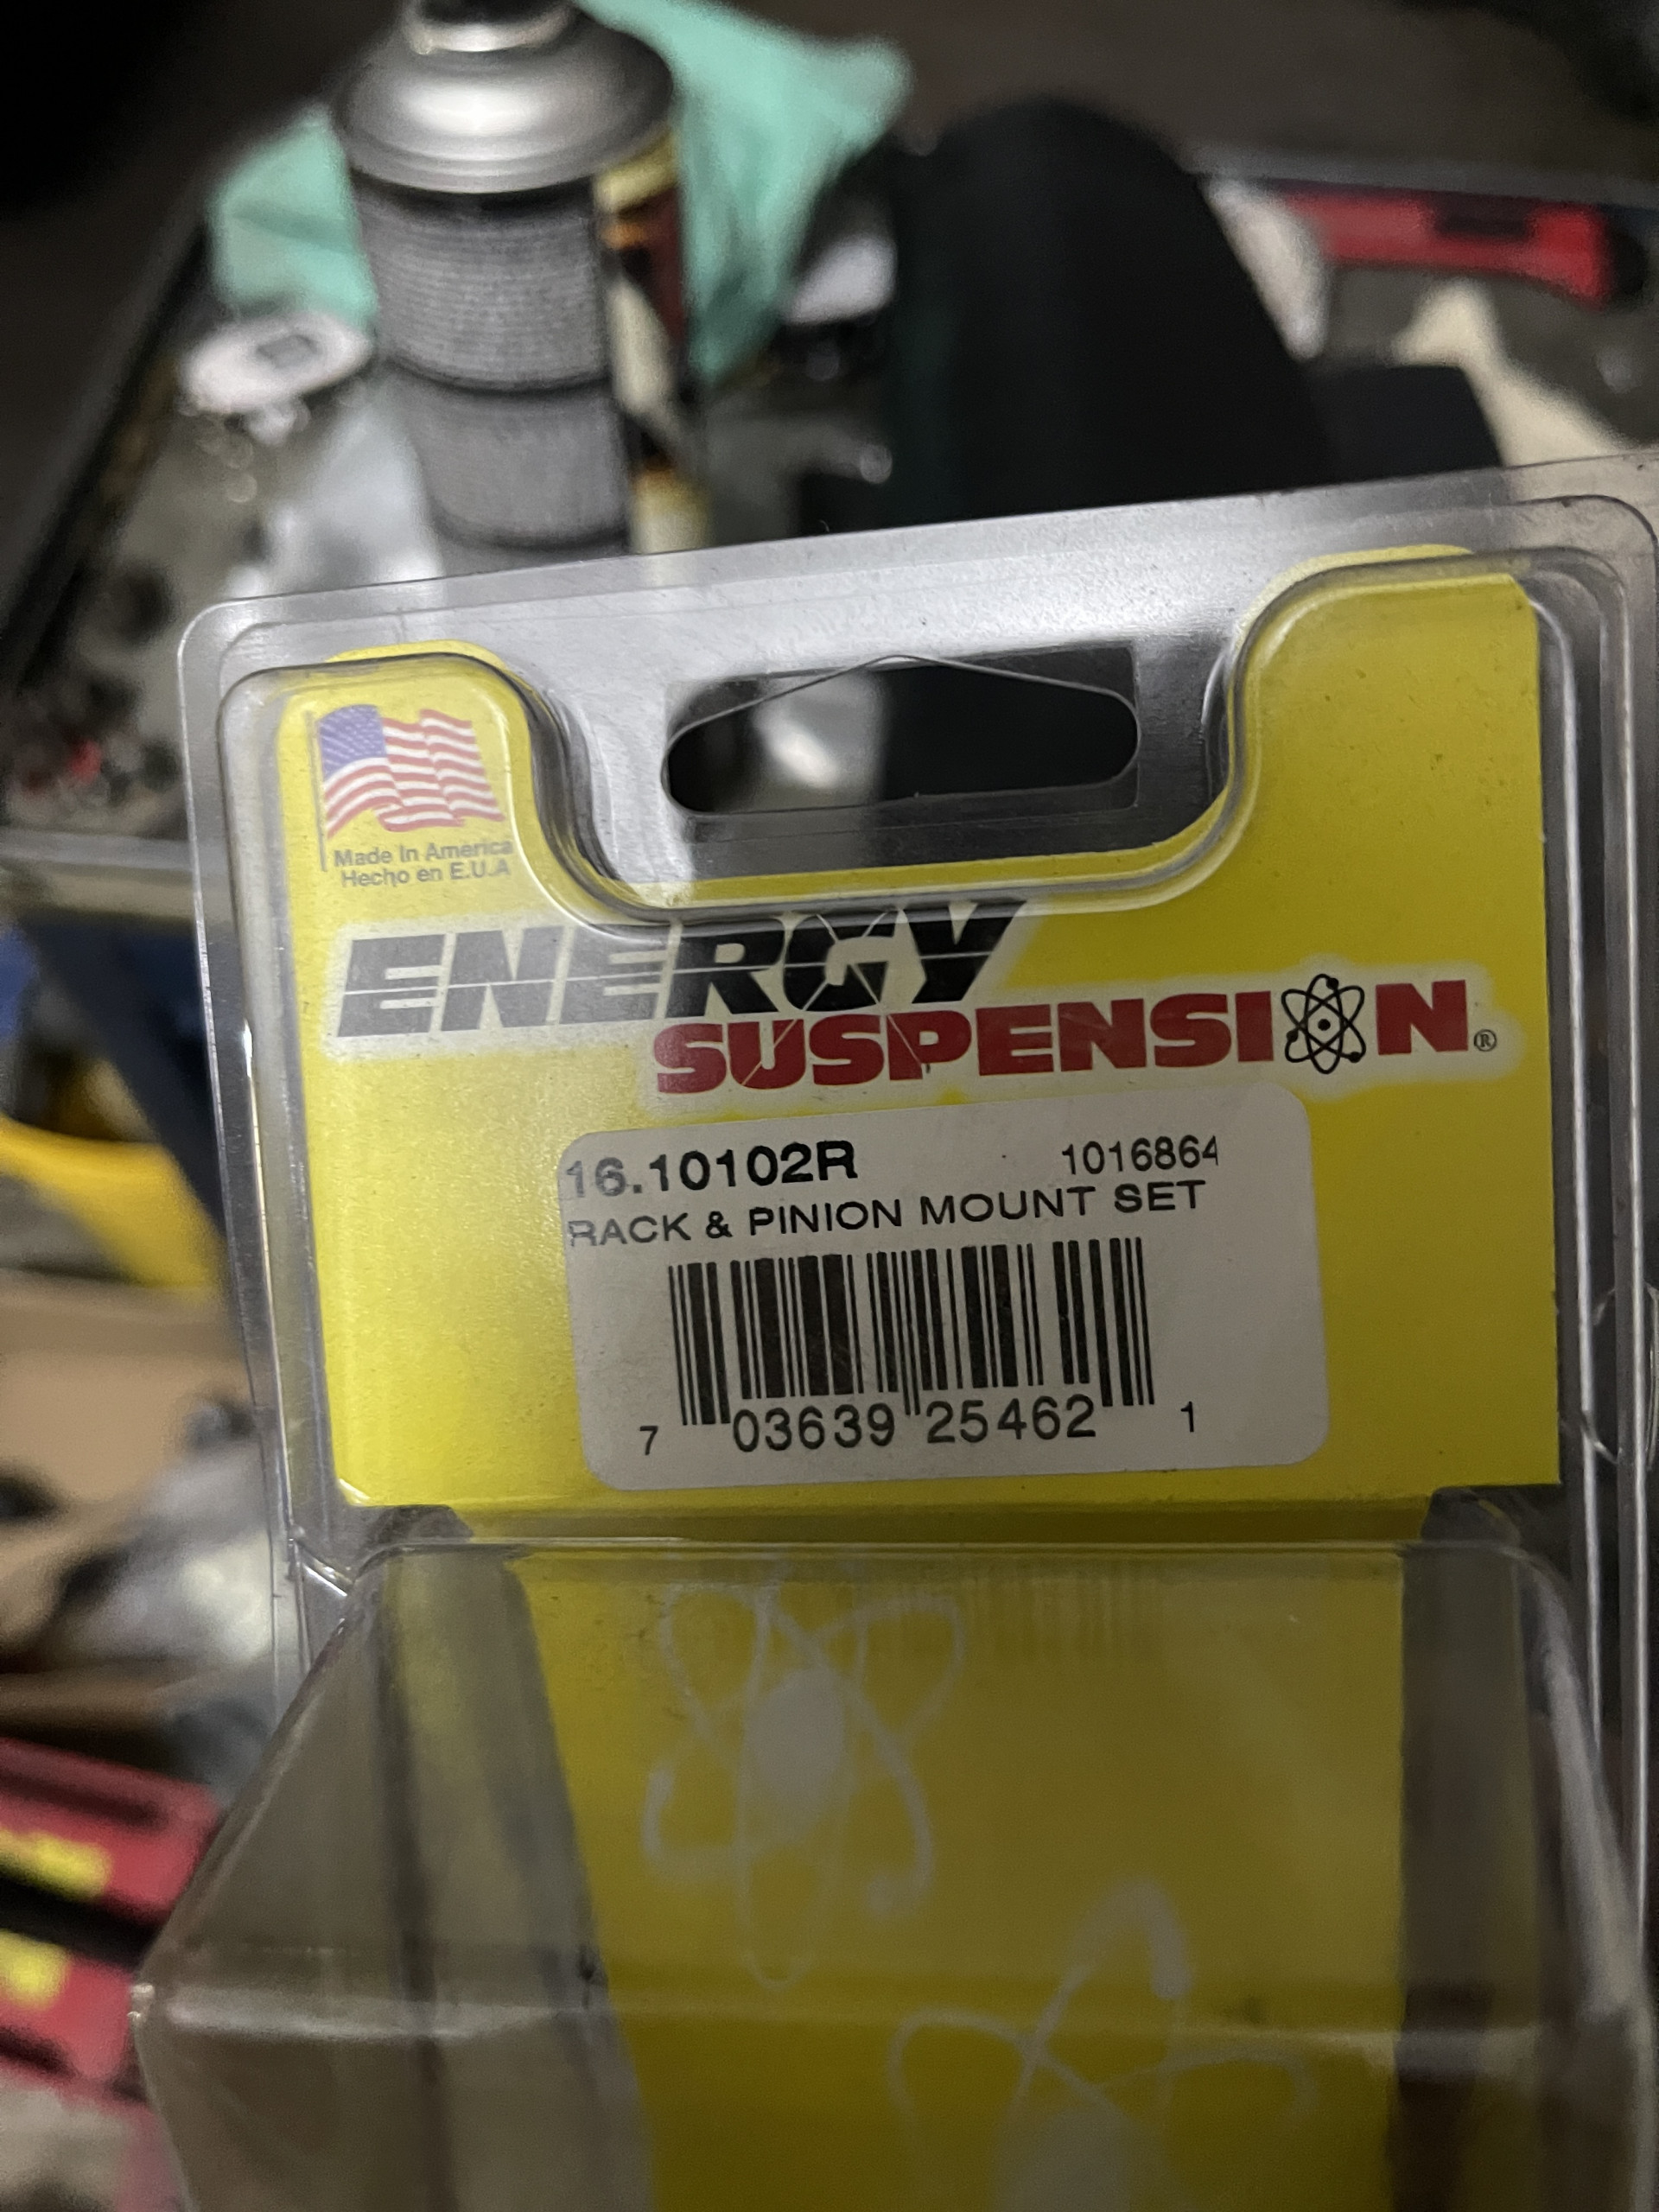 Made In America
Hecho en E.U.A
ENERGY
SUSPENSION®
16.10102R 1016864
RACK & PINION MOUNT SET
7 03639 25462 1